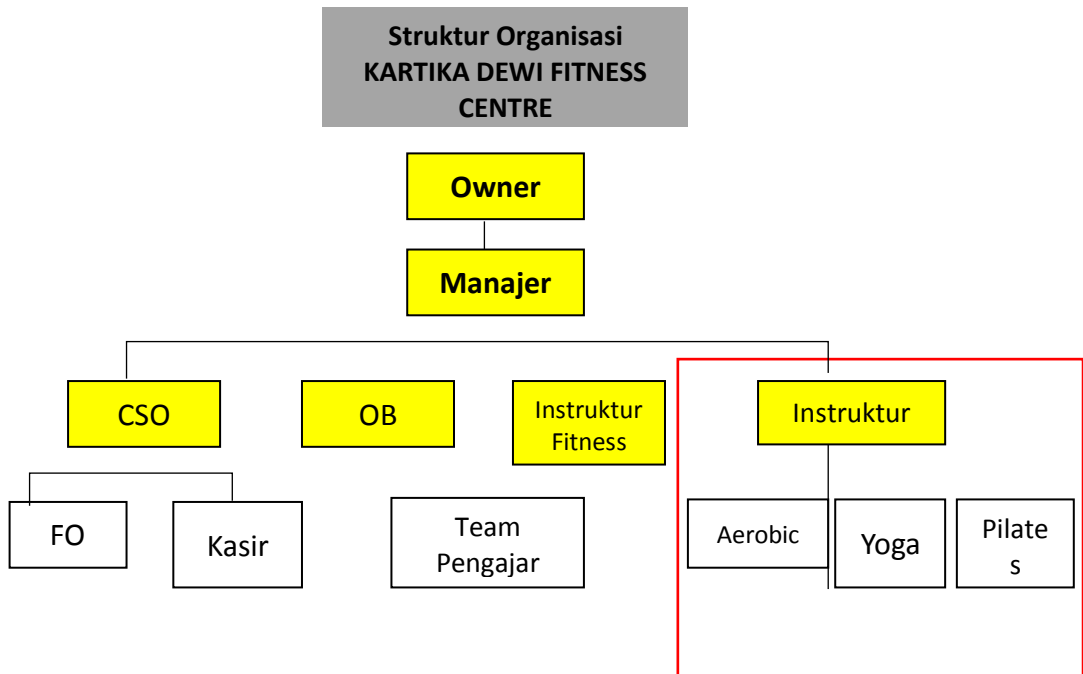 Struktur Organisasi
KARTIKA DEWI FITNESS
CENTRE
Owner
Manajer
CSO
OB
Instruktur
Fitness
Instruktur
FO
Kasir
Team
Pengajar
Aerobic
Yoga
Pilate
s